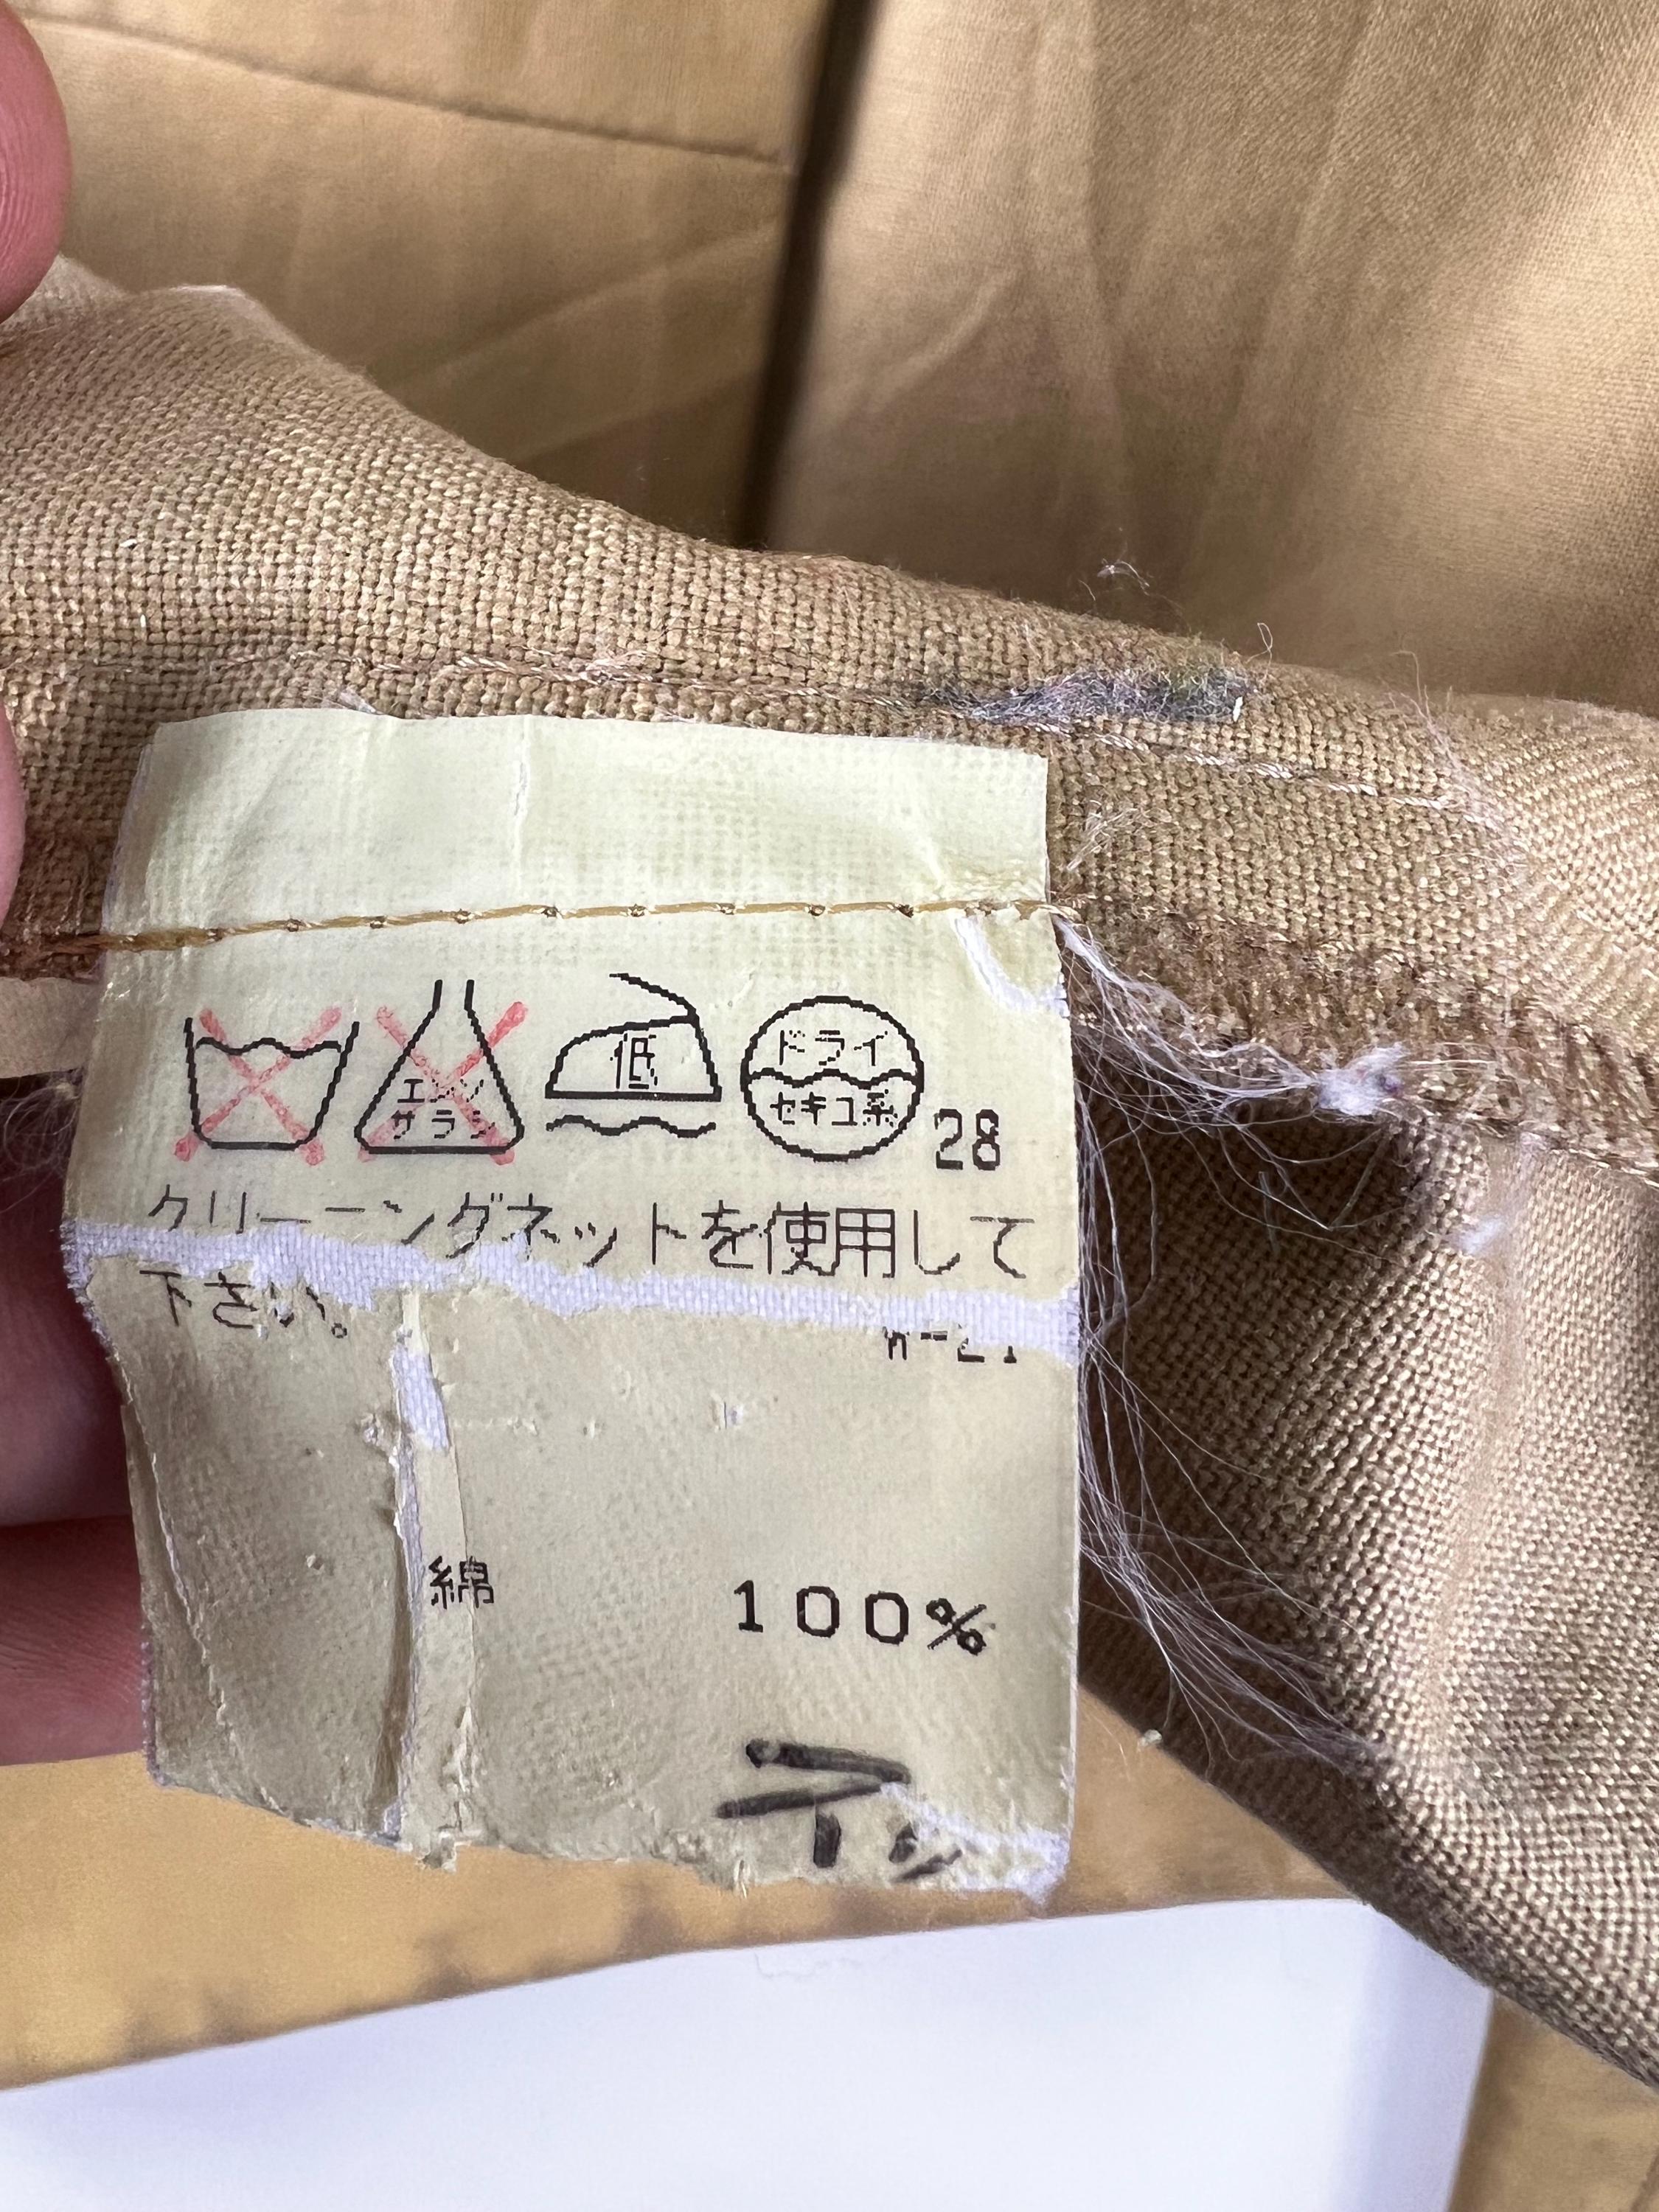 エンソ
サラシ
低
ドライ
セキユ系
28
クリーニングネットを使用して
下さい。
W-21
綿 100%